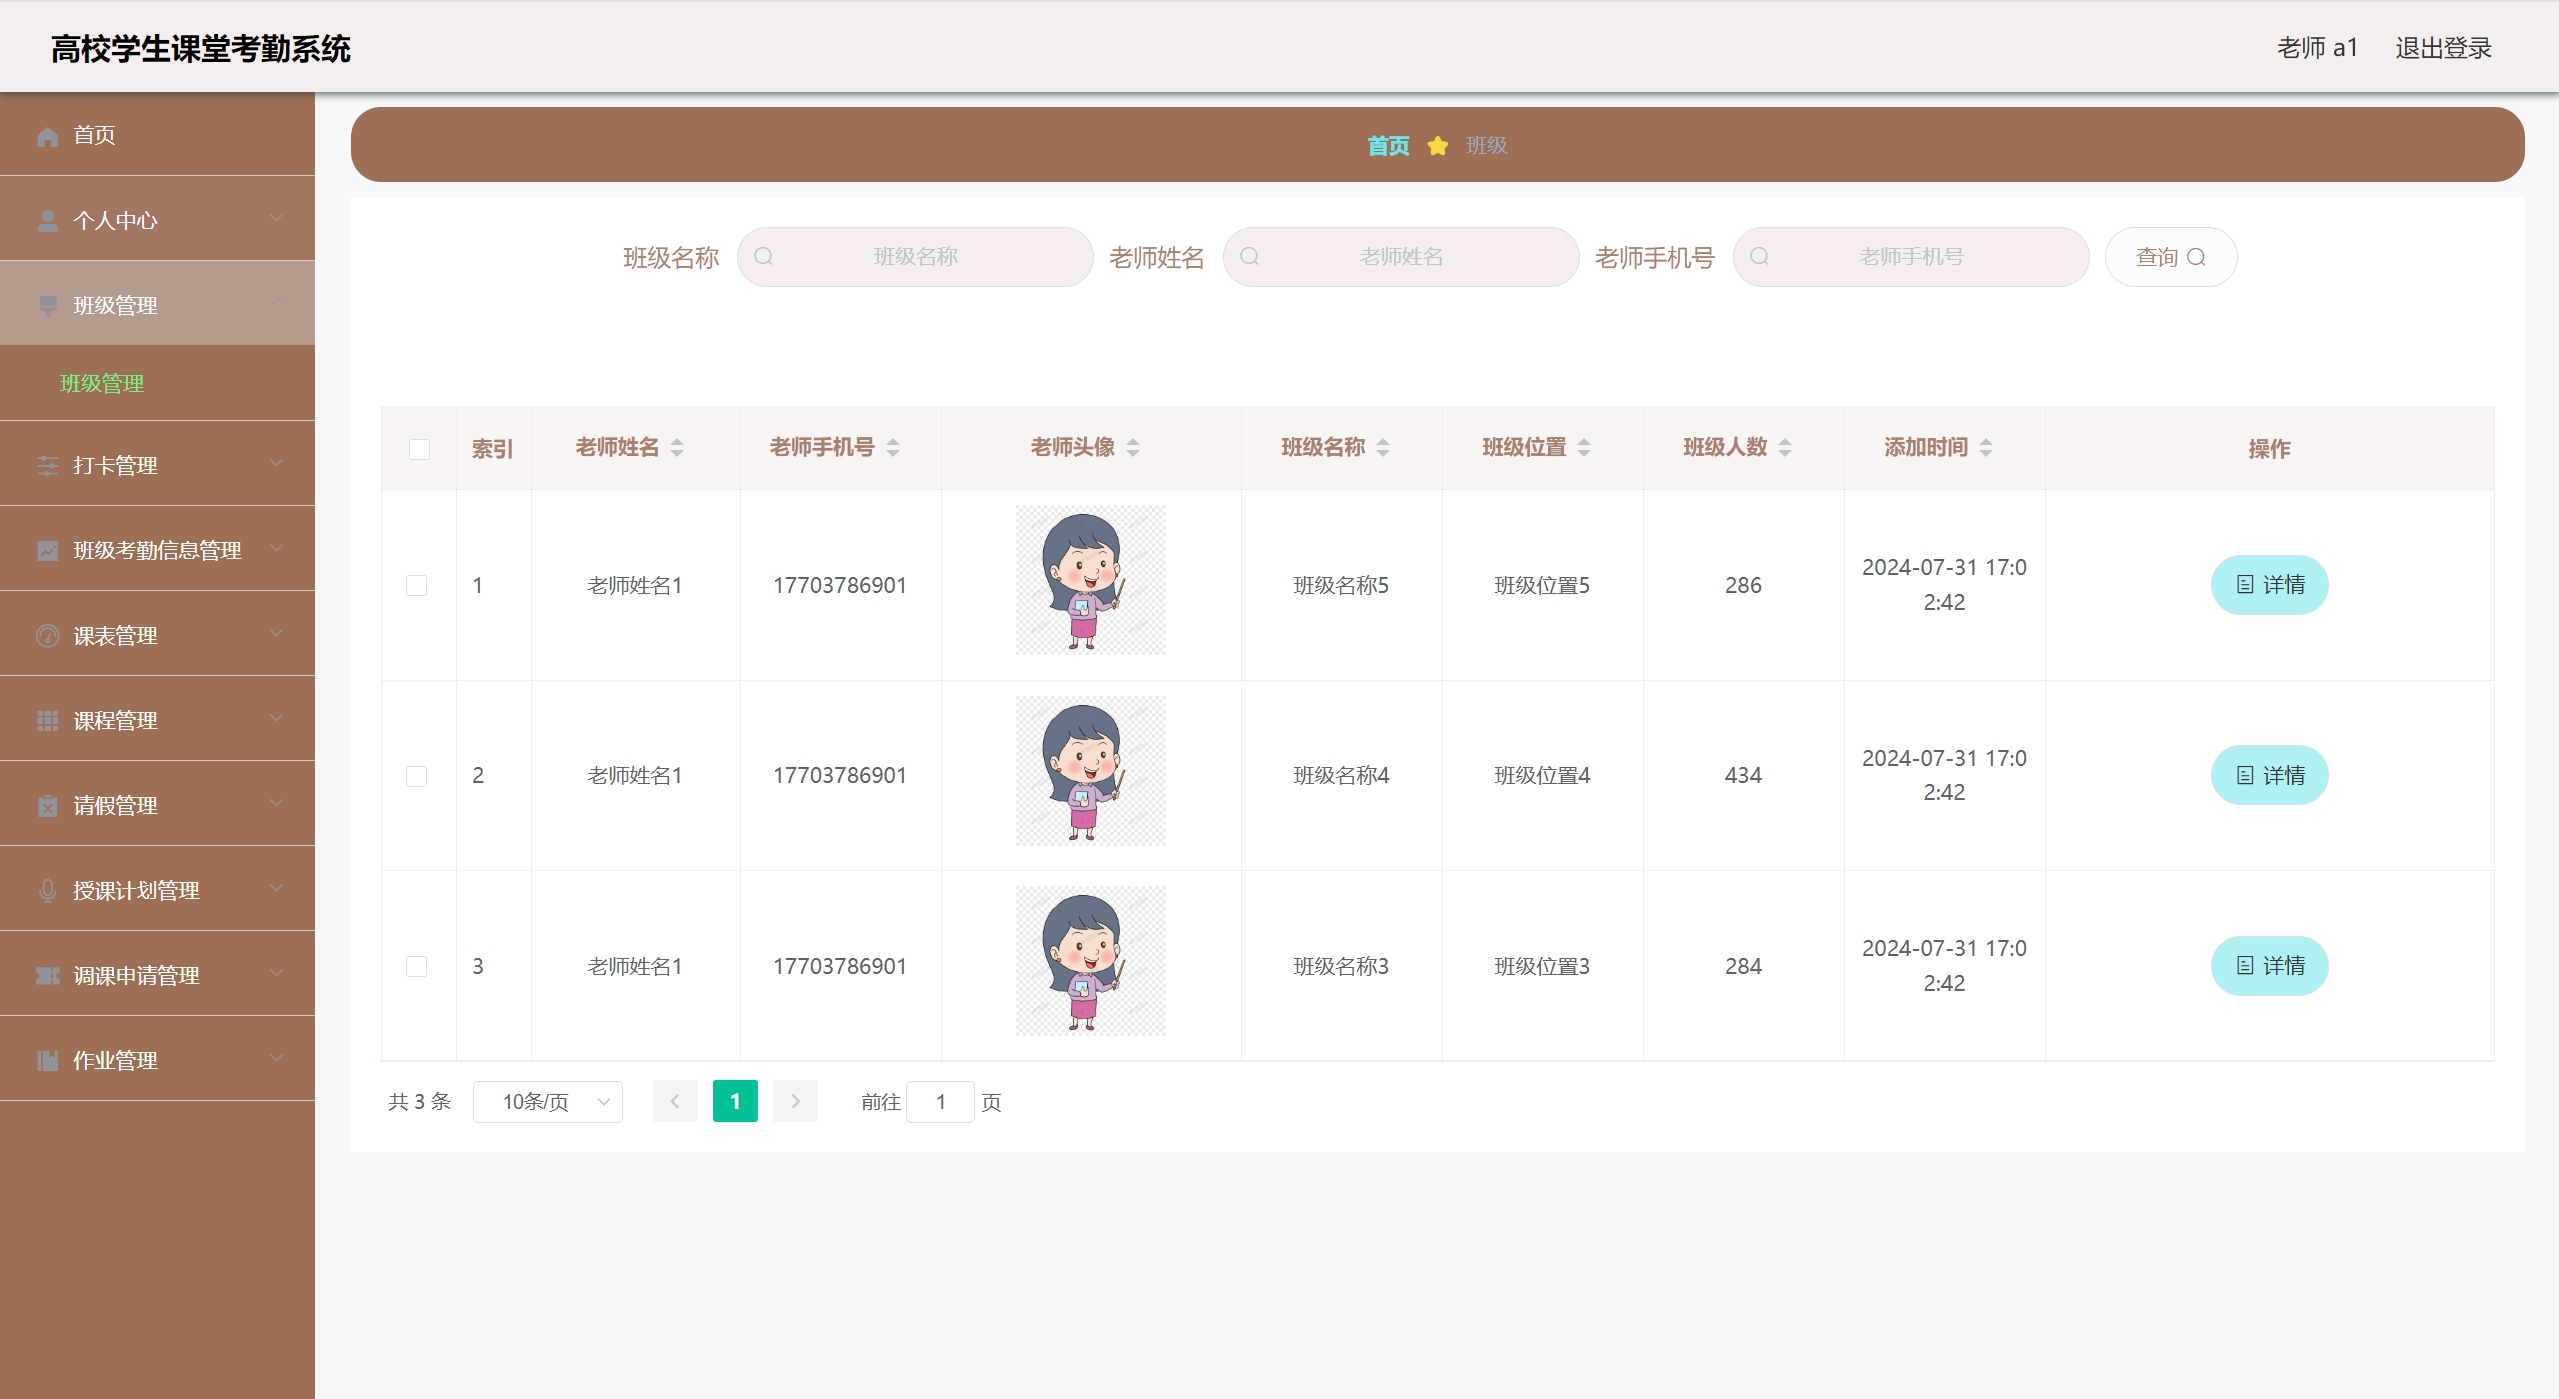 高校学生课堂考勤系统
老师 a1 退出登录
首页
个人中心
班级管理
班级管理
打卡管理
班级考勤信息管理
课表管理
课程管理
请假管理
授课计划管理
调课申请管理
作业管理
首页 班级
班级名称 班级名称 老师姓名 老师姓名 老师手机号 老师手机号 查询
索引 老师姓名 老师手机号 老师头像 班级名称 班级位置 班级人数 添加时间 操作
1 老师姓名1 17703786901 班级名称5 班级位置5 286 2024-07-31 17:0
2:42 详情
2 老师姓名1 17703786901 班级名称4 班级位置4 434 2024-07-31 17:0
2:42 详情
3 老师姓名1 17703786901 班级名称3 班级位置3 284 2024-07-31 17:0
2:42 详情
共 3 条 10条/页 1 前往 1 页